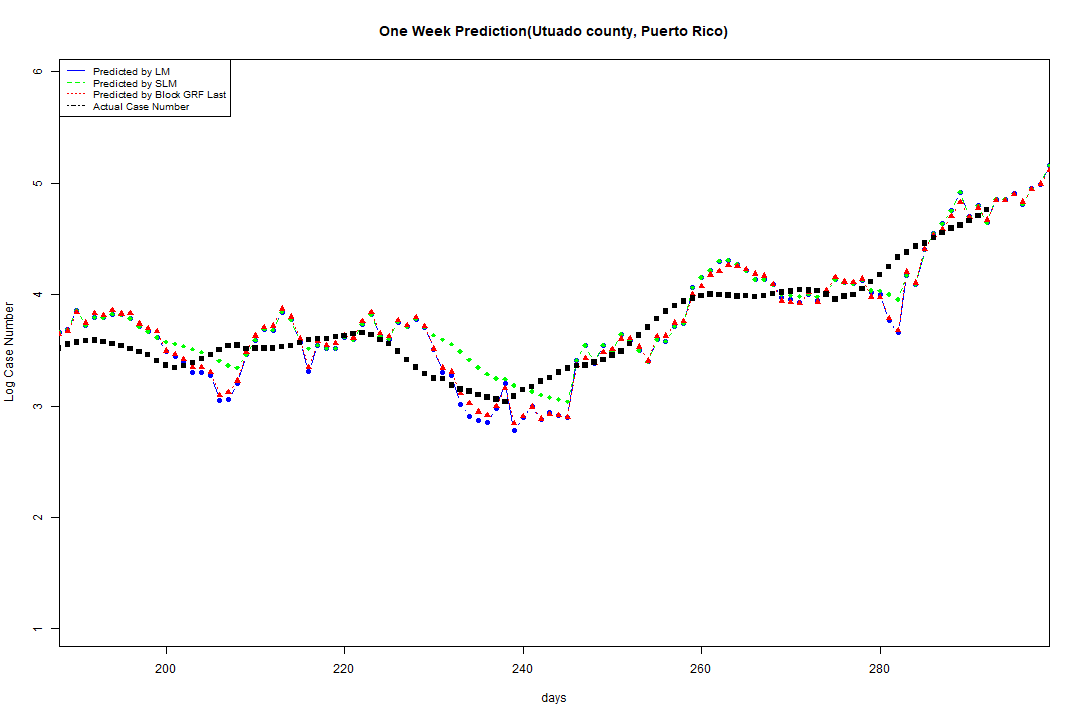 One Week Prediction(Utuado county, Puerto Rico)
Predicted by LM
Predicted by SLM
Predicted by Block GRF Last
Actual Case Number
6
5
4
3
2
1
Log Case Number
200 220 240 260 280
days